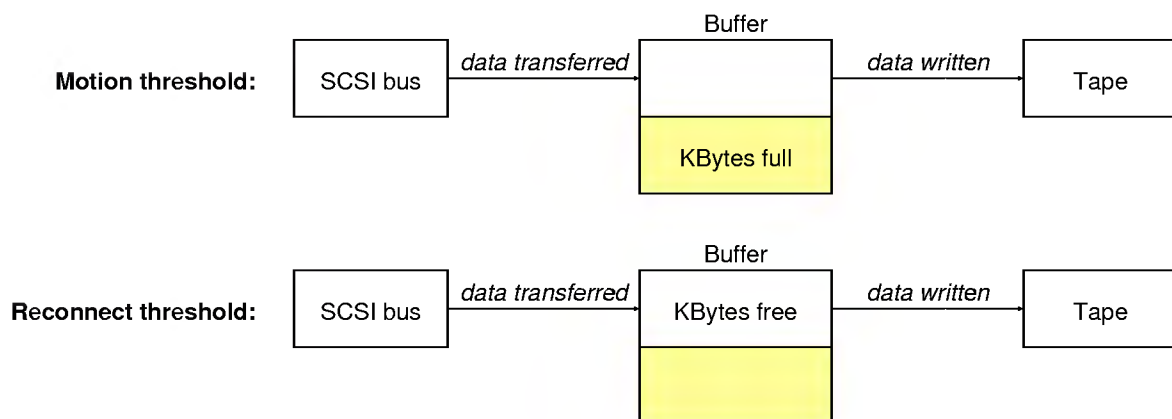 Buffer
Motion threshold: SCSI bus data transferred data written Tape
KBytes full
Buffer
Reconnect threshold: SCSI bus data transferred KBytes free data written Tape